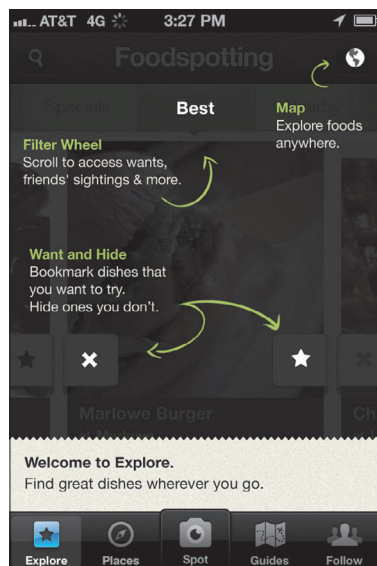 AT&T 4G 3:27 PM
Foodspotting
Specials Best
Map
Explore foods
anywhere.
Filter Wheel
Scroll to access wants,
friends' sightings & more.
Want and Hide
Bookmark dishes that
you want to try.
Hide ones you don't.
Marlowe Burger
Welcome to Explore.
Find great dishes wherever you go.
Explore Places Spot Guides Follow